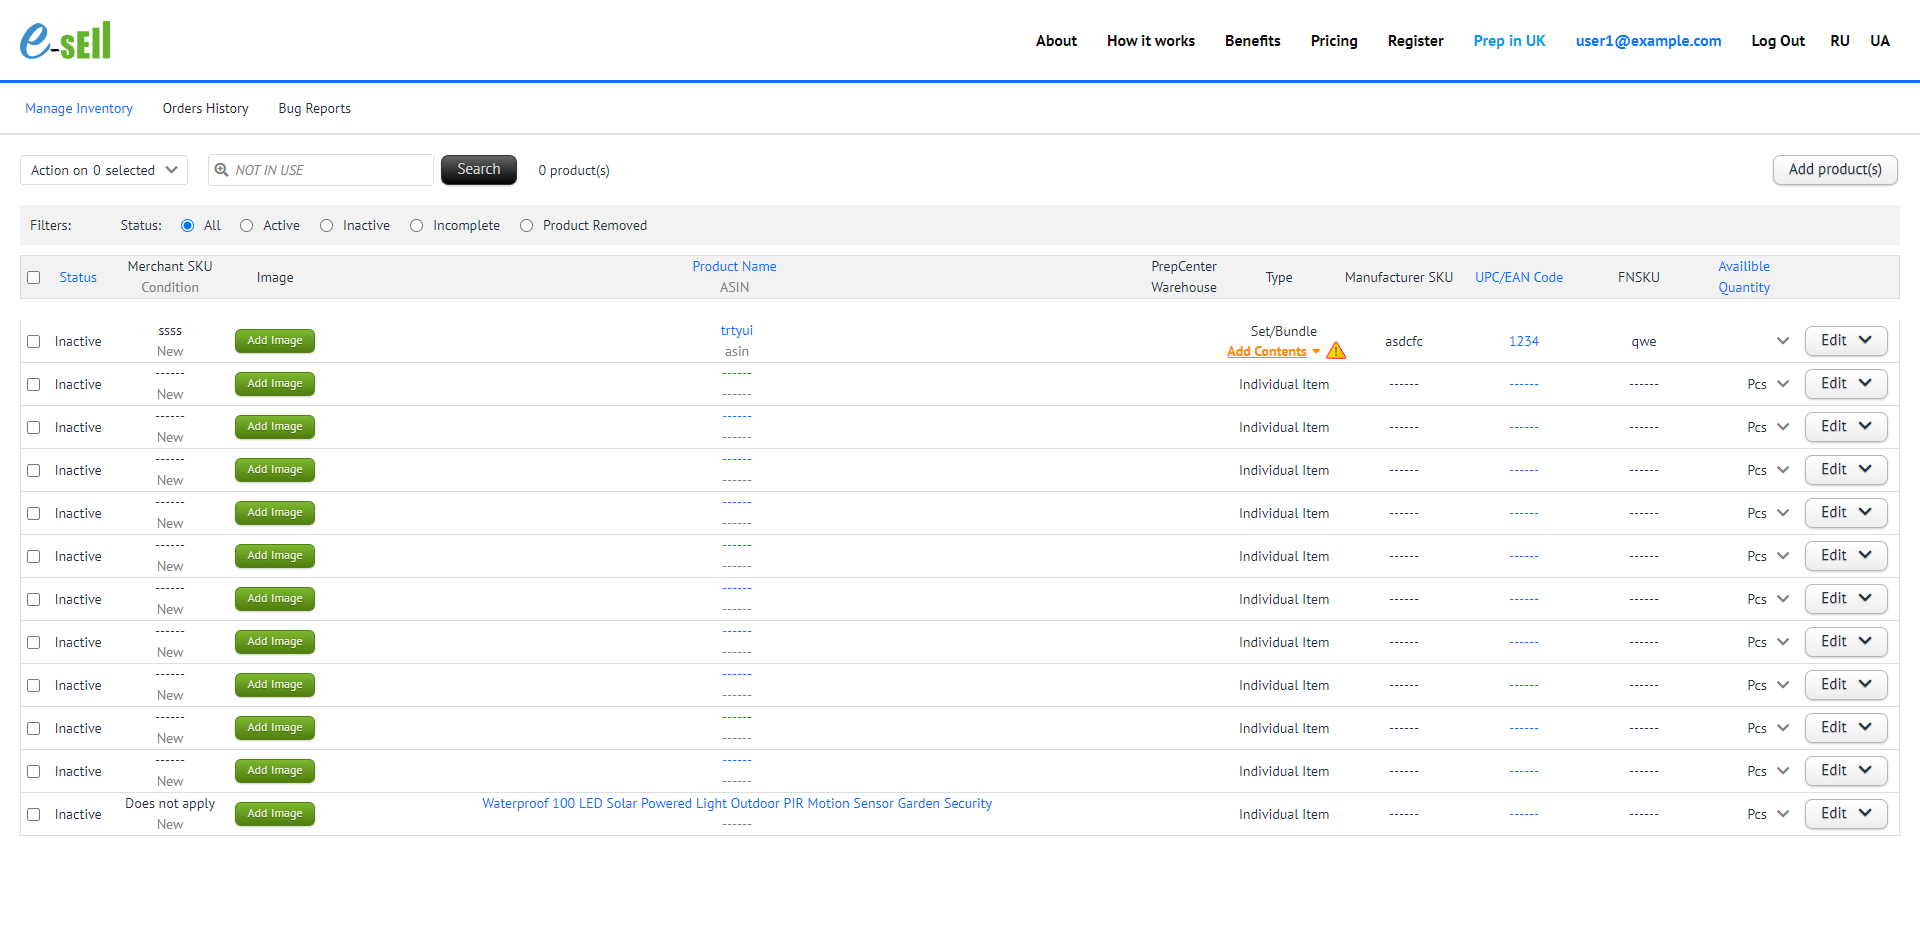 e-sEll
About How it works Benefits Pricing Register Prep in UK user1@example.com Log Out RU UA
Manage Inventory Orders History Bug Reports
Action on 0 selected NOT IN USE Search 0 product(s) Add product(s)
Filters: Status: All Active Inactive Incomplete Product Removed
Status Merchant SKU Image Product Name PrepCenter Type Manufacturer SKU UPC/EAN Code FNSKU Availible
Condition ASIN Warehouse Quantity
Inactive ssss Add Image trtyui Set/Bundle asdcfc 1234 qwe Edit
New asin Add Contents
Inactive ------ Add Image ------ Individual Item ------ ------ ------ Pcs Edit
New ------
Inactive ------ Add Image ------ Individual Item ------ ------ ------ Pcs Edit
New ------
Inactive ------ Add Image ------ Individual Item ------ ------ ------ Pcs Edit
New ------
Inactive ------ Add Image ------ Individual Item ------ ------ ------ Pcs Edit
New ------
Inactive ------ Add Image ------ Individual Item ------ ------ ------ Pcs Edit
New ------
Inactive ------ Add Image ------ Individual Item ------ ------ ------ Pcs Edit
New ------
Inactive ------ Add Image ------ Individual Item ------ ------ ------ Pcs Edit
New ------
Inactive ------ Add Image ------ Individual Item ------ ------ ------ Pcs Edit
New ------
Inactive ------ Add Image ------ Individual Item ------ ------ ------ Pcs Edit
New ------
Inactive ------ Add Image ------ Individual Item ------ ------ ------ Pcs Edit
New ------
Inactive Does not apply Add Image Waterproof 100 LED Solar Powered Light Outdoor PIR Motion Sensor Garden Security Individual Item ------ ------ ------ Pcs Edit
New ------